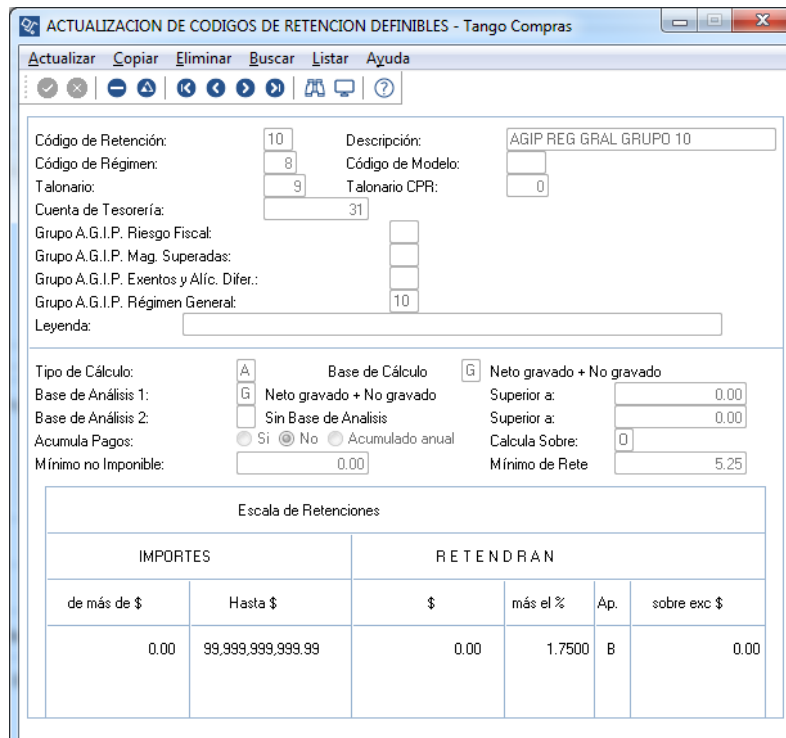 ACTUALIZACION DE CODIGOS DE RETENCION DEFINIBLES - Tango Compras
Actualizar Copiar Eliminar Buscar Listar Ayuda
Código de Retención: 10 Descripción: AGIP REG GRAL GRUPO 10
Código de Régimen: 8 Código de Modelo:
Talonario: 9 Talonario CPR: 0
Cuenta de Tesorería: 31
Grupo A.G.I.P. Riesgo Fiscal:
Grupo A.G.I.P. Mag. Superadas:
Grupo A.G.I.P. Exentos y Alíc. Difer.:
Grupo A.G.I.P. Régimen General: 10
Leyenda:
Tipo de Cálculo: A Base de Cálculo G Neto gravado + No gravado
Base de Análisis 1: G Neto gravado + No gravado Superior a: 0.00
Base de Análisis 2: Sin Base de Analisis Superior a: 0.00
Acumula Pagos: Si No Acumulado anual Calcula Sobre: O
Mínimo no Imponible: 0.00 Mínimo de Rete 5.25
Escala de Retenciones
IMPORTES RETENDRAN
de más de $ Hasta $ $ más el % Ap. sobre exc $
0.00 99,999,999,999.99 0.00 1.7500 B 0.00